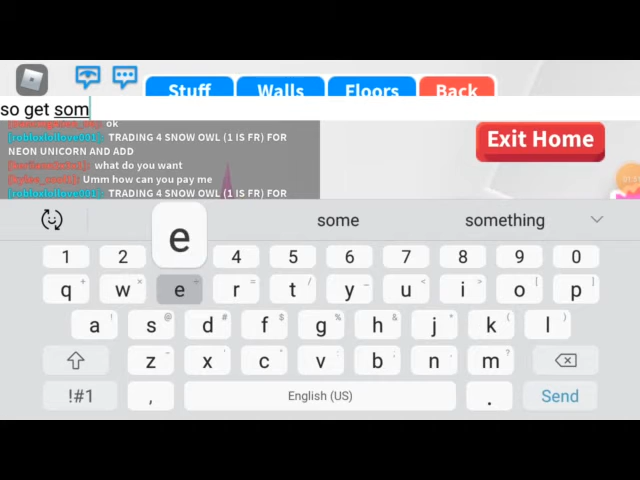 Stuff Walls Floors Back
so get som
ok
TRADING 4 SNOW OWL (1 IS FR) FOR
NEON UNICORN AND ADD
what do you want
Umm how can you pay me
TRADING 4 SNOW OWL (1 IS FR) FOR
Exit Home
e some something
1 2 4 5 6 7 8 9 0
q w e r t y u i o p
a s d f g h j k l
z x c v b n m
!#1 , English (US) . Send